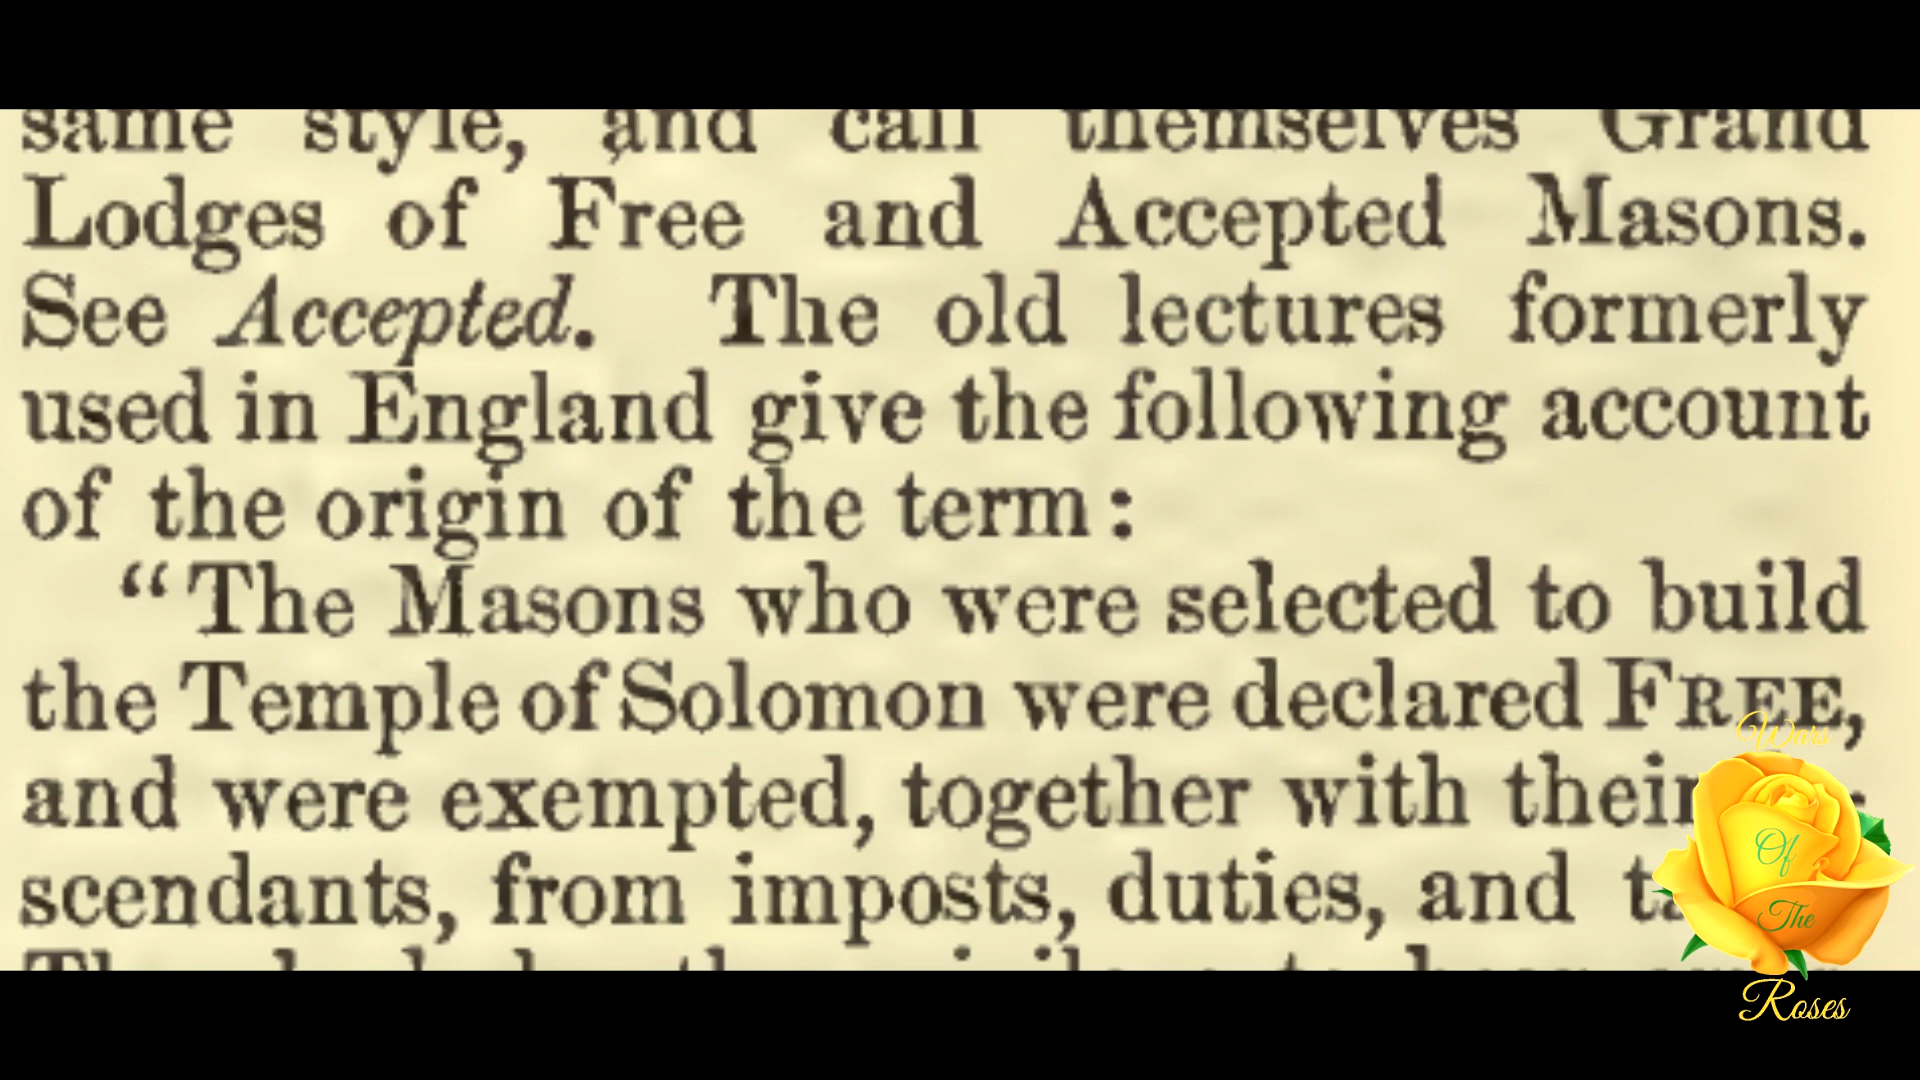 same style, and call themselves Grand
Lodges of Free and Accepted Masons.
See Accepted. The old lectures formerly
used in England give the following account
of the origin of the term:
"The Masons who were selected to build
the Temple of Solomon were declared FREE,
and were exempted, together with their
scendants, from imposts, duties, and
Wars
Of
The
Roses